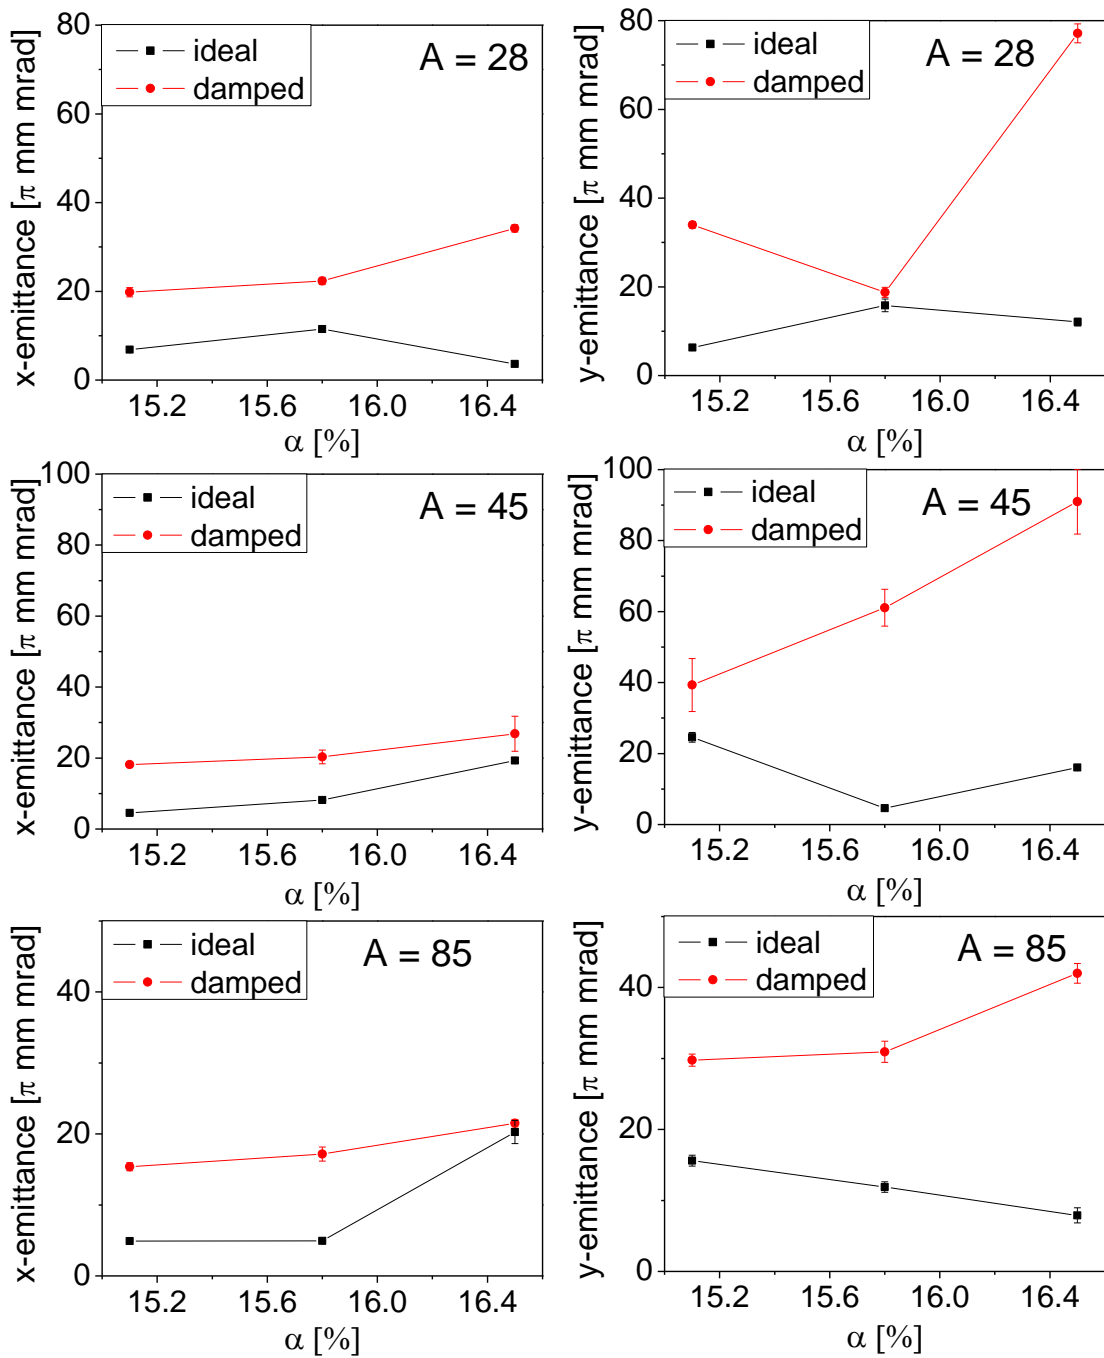 80
60
40
20
0
x-emittance [π mm mrad]
ideal
damped
A = 28
15.2 15.6 16.0 16.4
α [%]
80
60
40
20
0
y-emittance [π mm mrad]
ideal
damped
A = 28
15.2 15.6 16.0 16.4
α [%]
100
80
60
40
20
0
x-emittance [π mm mrad]
ideal
damped
A = 45
15.2 15.6 16.0 16.4
α [%]
100
80
60
40
20
0
y-emittance [π mm mrad]
ideal
damped
A = 45
15.2 15.6 16.0 16.4
α [%]
40
20
0
x-emittance [π mm mrad]
ideal
damped
A = 85
15.2 15.6 16.0 16.4
α [%]
40
20
0
y-emittance [π mm mrad]
ideal
damped
A = 85
15.2 15.6 16.0 16.4
α [%]